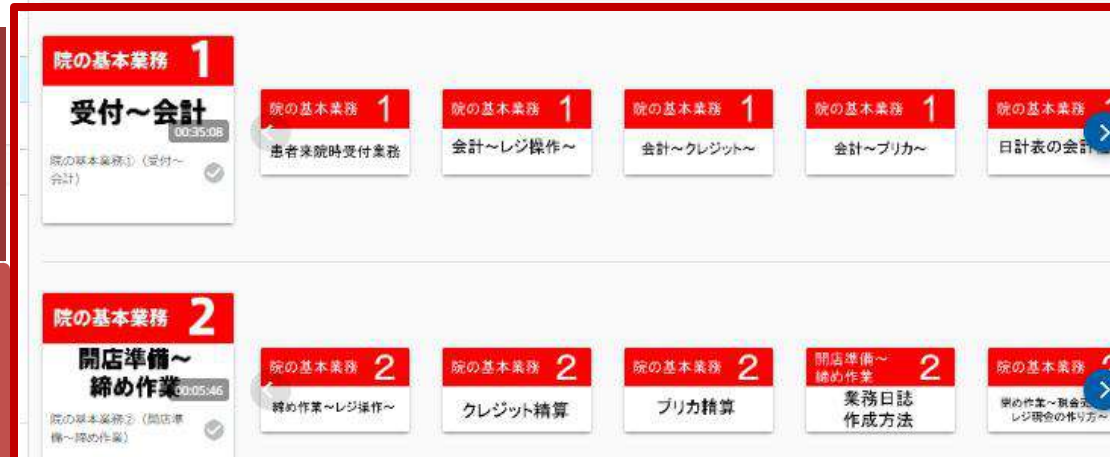 院の基本業務 1
受付～会計
00:35:08
院の基本業務① (受付～
会計)
院の基本業務 1
患者来院時受付業務
院の基本業務 1
会計～レジ操作～
院の基本業務 1
会計～クレジット～
院の基本業務 1
会計～プリカ～
院の基本業務
日計表の会計
院の基本業務 2
開店準備～
締め作業
00:05:46
院の基本業務② (開店準
備～締め作業)
院の基本業務 2
締め作業～レジ操作～
院の基本業務 2
クレジット精算
院の基本業務 2
プリカ精算
開店準備～
締め作業 2
業務日誌
作成方法
院の基本業務 2
レジ現金の作り方～